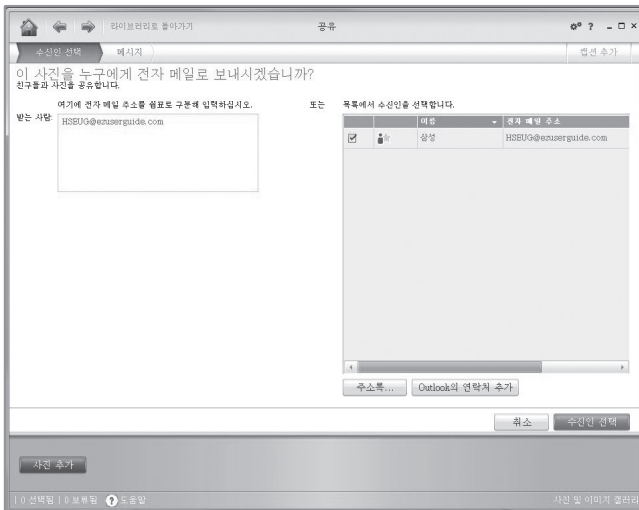 라이브러리로 돌아가기
공유
?
수신인 선택
메시지
캡션 추가
이 사진을 누구에게 전자 메일로 보내시겠습니까?
친구들과 사진을 공유합니다.
여기에 전자 메일 주소를 쉼표로 구분해 입력하십시오.
또는
목록에서 수신인을 선택합니다.
받는 사람:
HSEUG@ezuserguide.com
이름
전자 메일 주소
삼성
HSEUG@ezuserguide.com
주소록...
Outlook의 연락처 추가
취소
수신인 선택
사진 추가
0 선택됨 | 0 보류됨
? 도움말
사진 및 이미지 갤러리